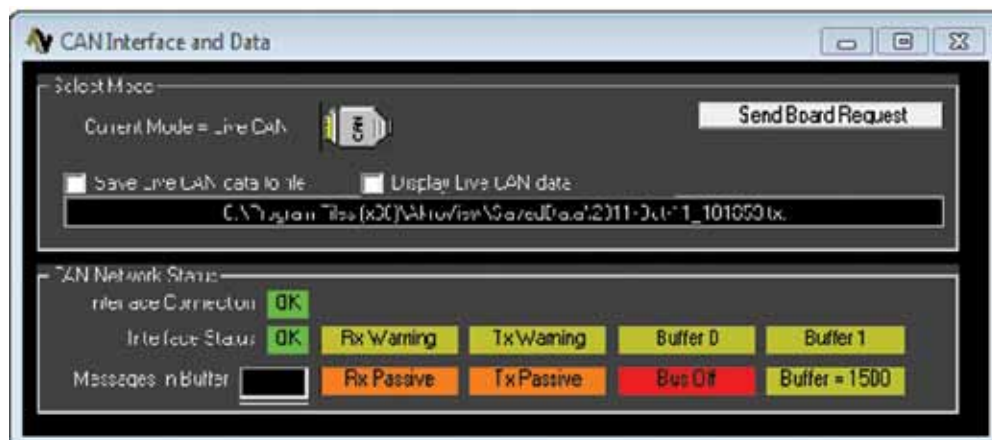 CAN Interface and Data
Select Mode
Current Mode = Live CAN
CAN
Send Board Request
Save Live CAN data to file
Display Live CAN data
CAN Network Status
Interface Connection OK
Interface Status OK Rx Warning Tx Warning Buffer 0 Buffer 1
Messages in Buffer Rx Passive Tx Passive Bus Off Buffer = 1500